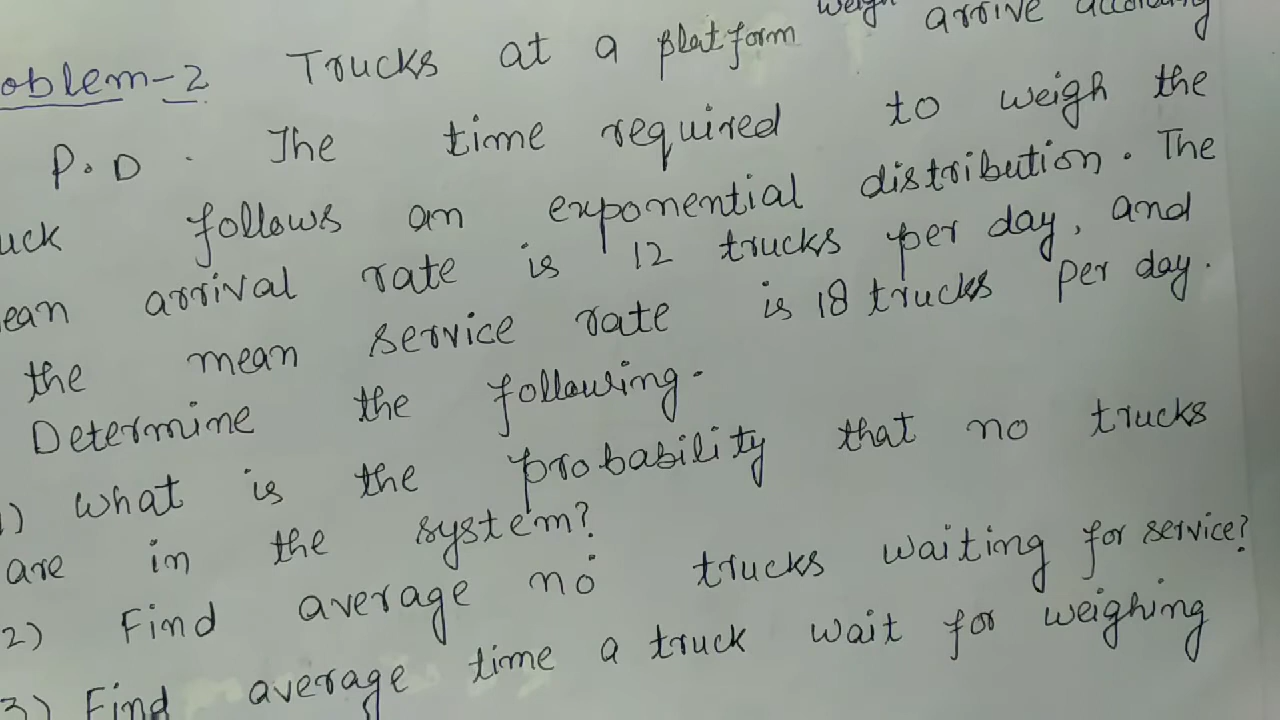 oblem-2 Trucks at a platform weigh arrive according
P.D. The time required to weigh the
uck follows an exponential distribution. The
ean arrival rate is 12 trucks per day, and
the mean service rate is 18 trucks per day.
Determine the following.
1) What is the probability that no trucks
are in the system?
2) Find average no trucks waiting for service?
3) Find average time a truck wait for weighing